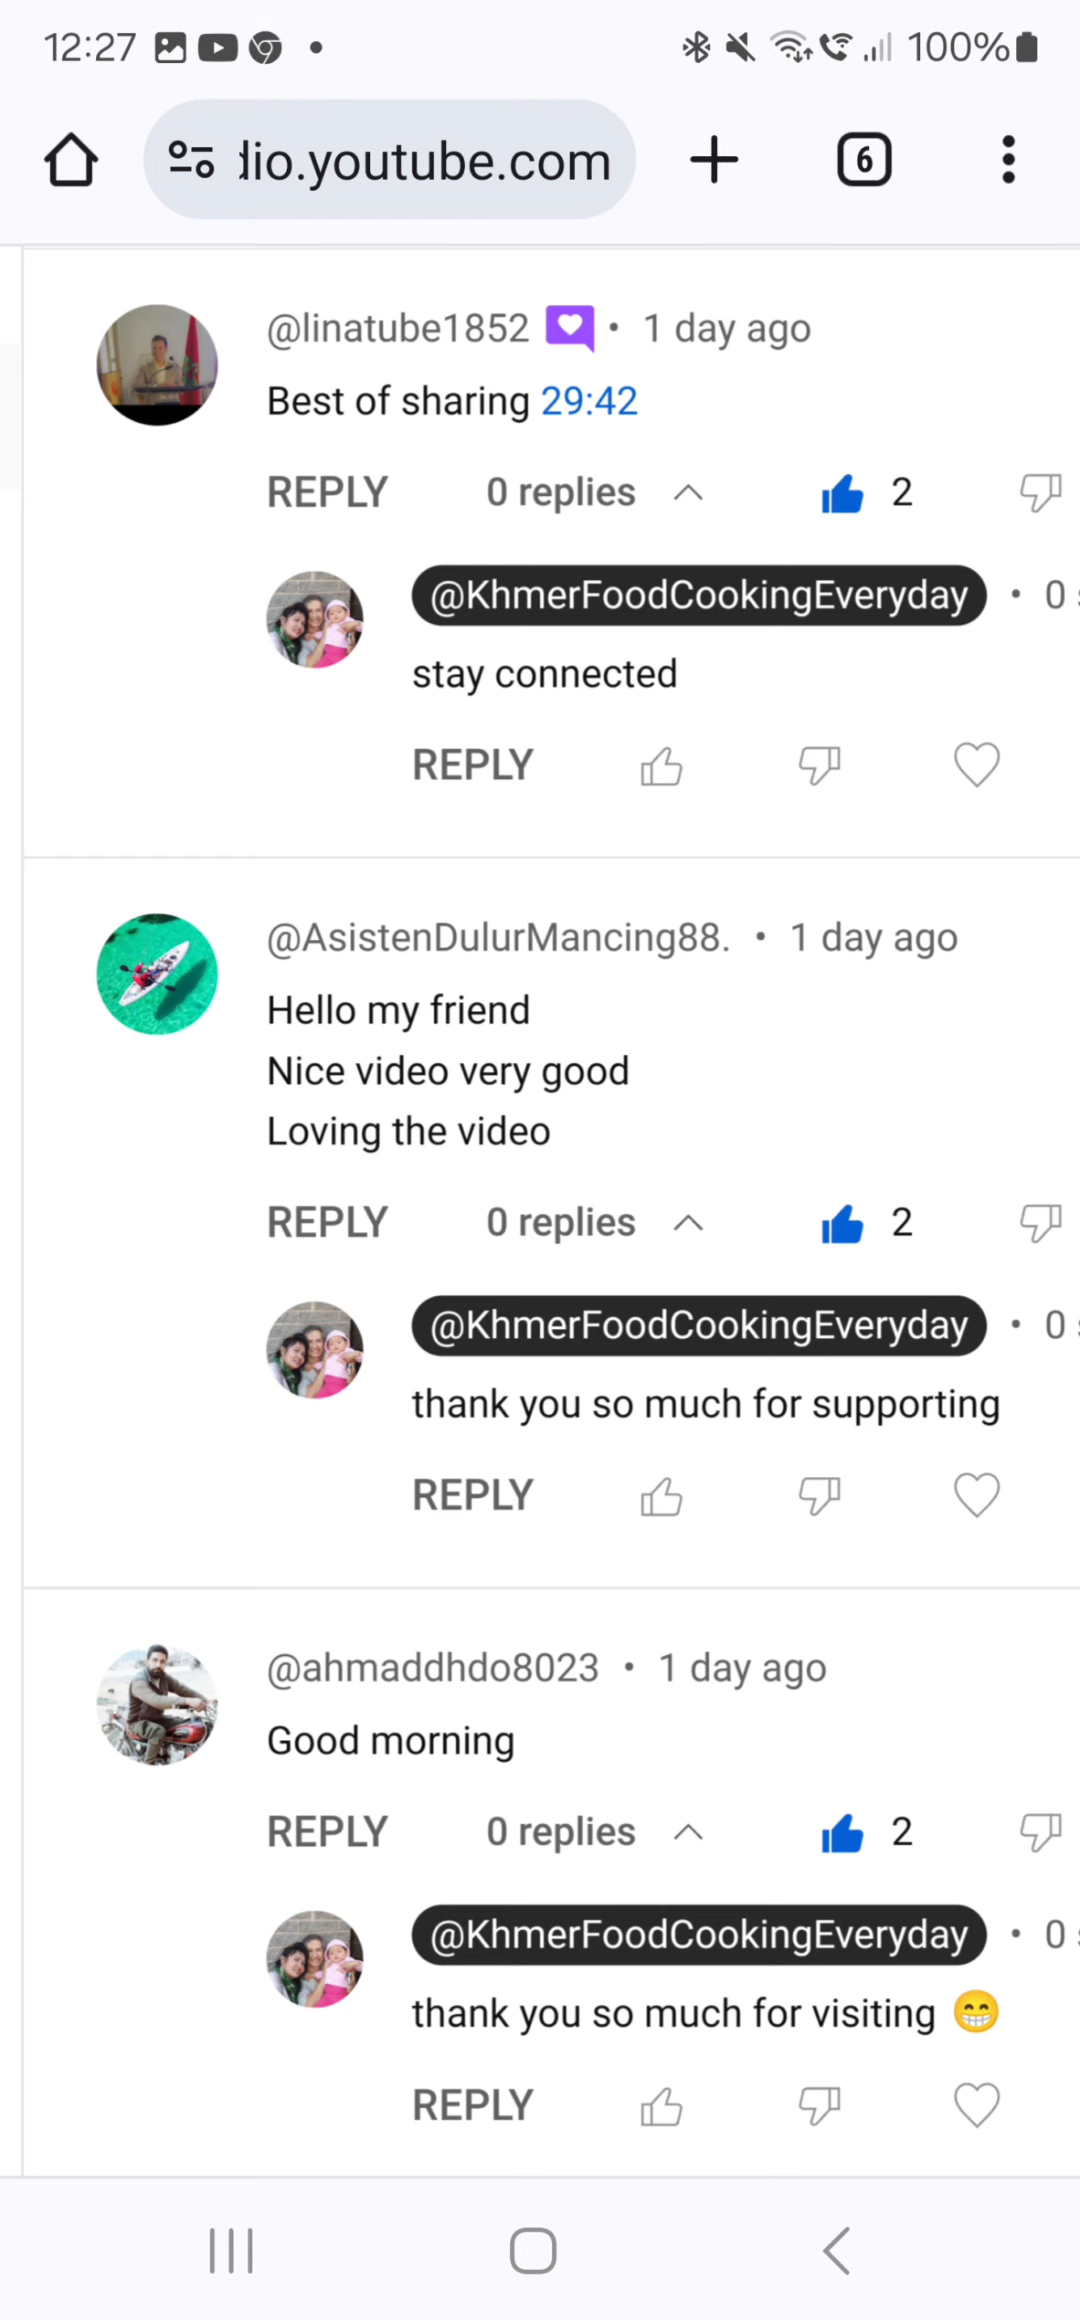 12:27 100%
dio.youtube.com 6
@linatube1852 • 1 day ago
Best of sharing 29:42
REPLY 0 replies 2
@KhmerFoodCookingEveryday • 0
stay connected
REPLY
@AsistenDulurMancing88. • 1 day ago
Hello my friend
Nice video very good
Loving the video
REPLY 0 replies 2
@KhmerFoodCookingEveryday • 0
thank you so much for supporting
REPLY
@ahmaddhdo8023 • 1 day ago
Good morning
REPLY 0 replies 2
@KhmerFoodCookingEveryday • 0
thank you so much for visiting 😁
REPLY